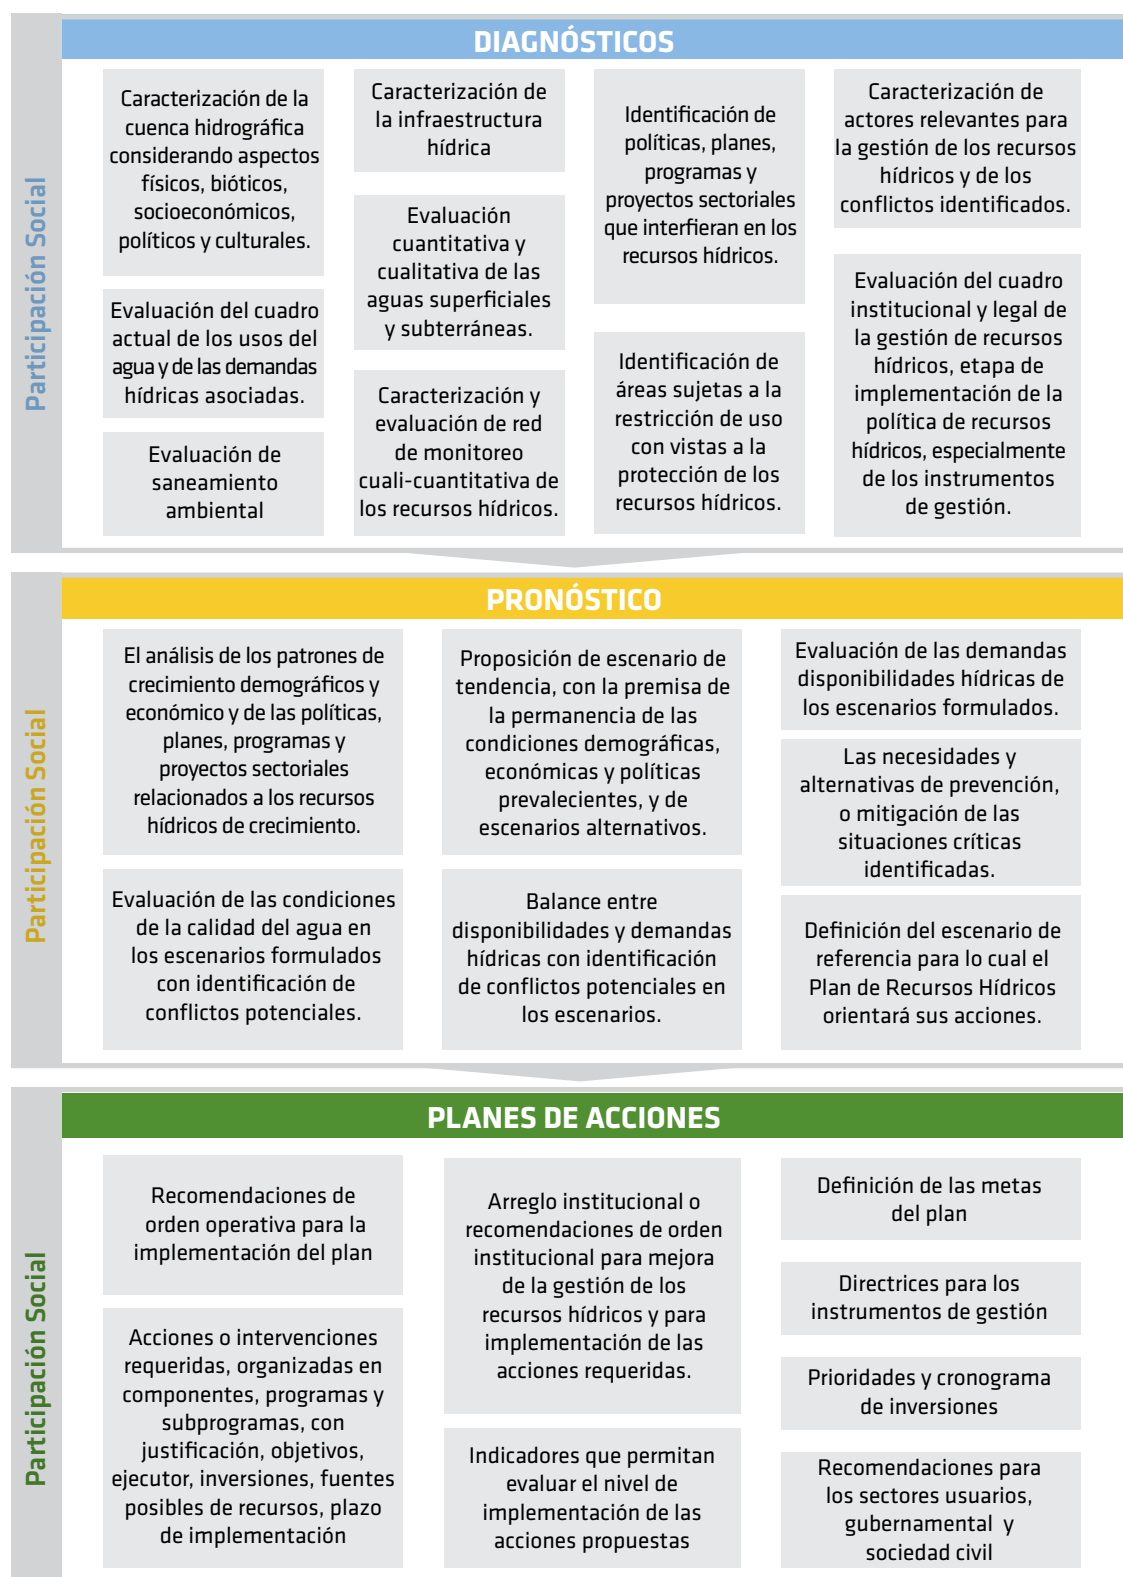 Participación Social
DIAGNÓSTICOS
Caracterización de la
cuenca hidrográfica
considerando aspectos
físicos, bióticos,
socioeconómicos,
políticos y culturales.
Evaluación del cuadro
actual de los usos del
agua y de las demandas
hídricas asociadas.
Evaluación de
saneamiento
ambiental
Caracterización de
la infraestructura
hídrica
Evaluación
cuantitativa y
cualitativa de las
aguas superficiales
y subterráneas.
Caracterización y
evaluación de red
de monitoreo
cuali-cuantitativa de
los recursos hídricos.
Identificación de
políticas, planes,
programas y
proyectos sectoriales
que interfieran en los
recursos hídricos.
Identificación de
áreas sujetas a la
restricción de uso
con vistas a la
protección de los
recursos hídricos.
Caracterización de
actores relevantes para
la gestión de los recursos
hídricos y de los
conflictos identificados.
Evaluación del cuadro
institucional y legal de
la gestión de recursos
hídricos, etapa de
implementación de la
política de recursos
hídricos, especialmente
de los instrumentos
de gestión.
Participación Social
PRONÓSTICO
El análisis de los patrones de
crecimiento demográficos y
económico y de las políticas,
planes, programas y
proyectos sectoriales
relacionados a los recursos
hídricos de crecimiento.
Evaluación de las condiciones
de la calidad del agua en
los escenarios formulados
con identificación de
conflictos potenciales.
Proposición de escenario de
tendencia, con la premisa de
la permanencia de las
condiciones demográficas,
económicas y políticas
prevalecientes, y de
escenarios alternativos.
Balance entre
disponibilidades y demandas
hídricas con identificación
de conflictos potenciales en
los escenarios.
Evaluación de las demandas
disponibilidades hídricas de
los escenarios formulados.
Las necesidades y
alternativas de prevención,
o mitigación de las
situaciones críticas
identificadas.
Definición del escenario de
referencia para lo cual el
Plan de Recursos Hídricos
orientará sus acciones.
Participación Social
PLANES DE ACCIONES
Recomendaciones de
orden operativa para la
implementación del plan
Acciones o intervenciones
requeridas, organizadas en
componentes, programas y
subprogramas, con
justificación, objetivos,
ejecutor, inversiones, fuentes
posibles de recursos, plazo
de implementación
Arreglo institucional o
recomendaciones de orden
institucional para mejora
de la gestión de los
recursos hídricos y para
implementación de las
acciones requeridas.
Indicadores que permitan
evaluar el nivel de
implementación de las
acciones propuestas
Definición de las metas
del plan
Directrices para los
instrumentos de gestión
Prioridades y cronograma
de inversiones
Recomendaciones para
los sectores usuarios,
gubernamental y
sociedad civil